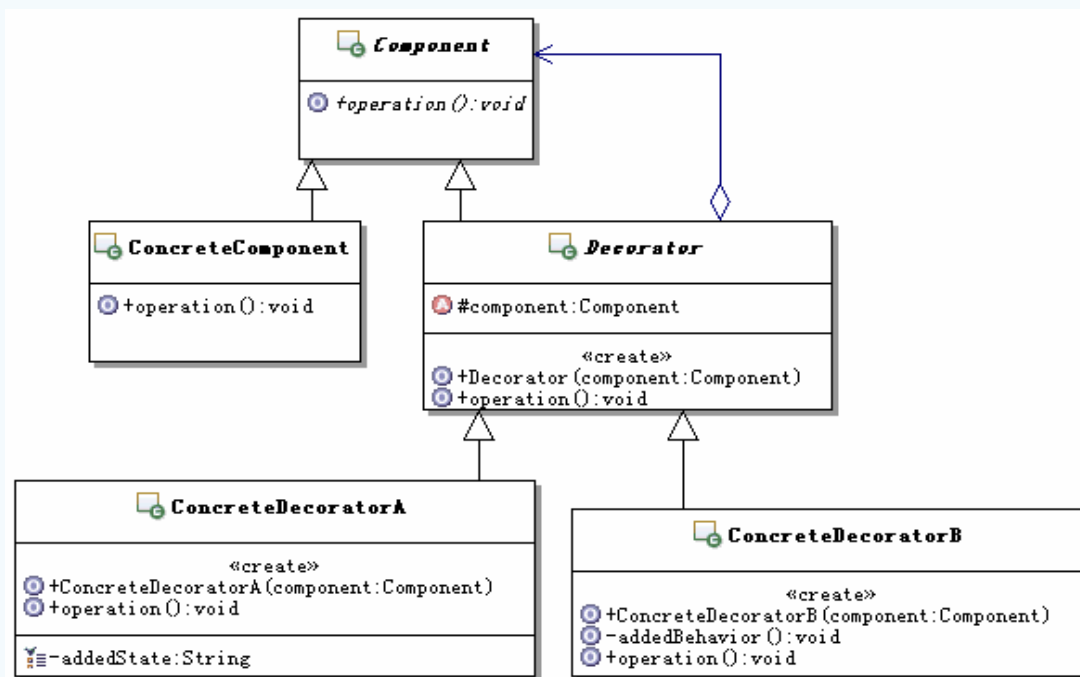 Component
+operation():void
ConcreteComponent
+operation():void
Decorator
#component:Component
«create»
+Decorator(component:Component)
+operation():void
ConcreteDecoratorA
«create»
+ConcreteDecoratorA(component:Component)
+operation():void
-addedState:String
ConcreteDecoratorB
«create»
+ConcreteDecoratorB(component:Component)
-addedBehavior():void
+operation():void